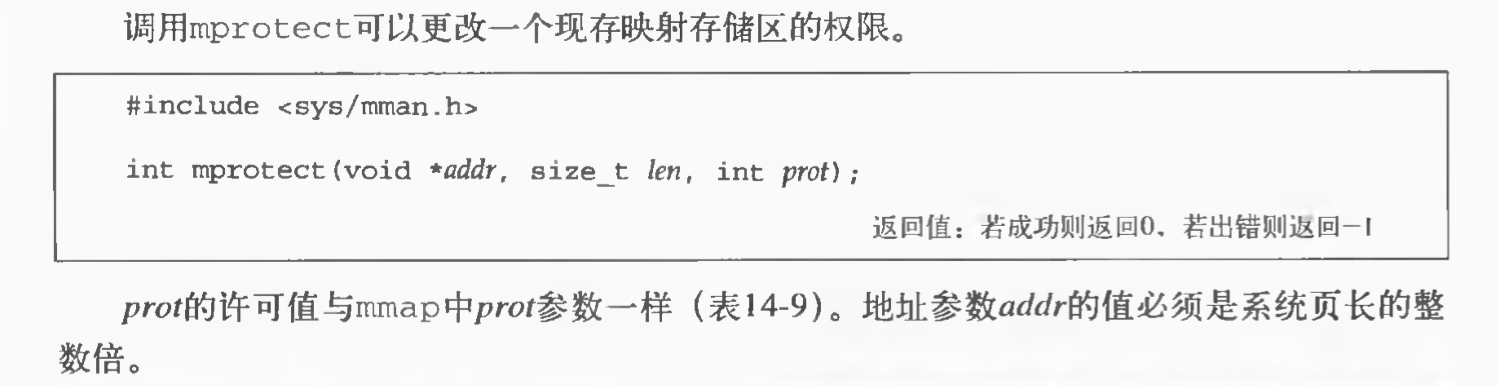 调用mprotect可以更改一个现存映射存储区的权限。
#include <sys/mman.h>
int mprotect(void *addr, size_t len, int prot);
返回值：若成功则返回0，若出错则返回-1
prot的许可值与mmap中prot参数一样（表14-9）。地址参数addr的值必须是系统页长的整
数倍。